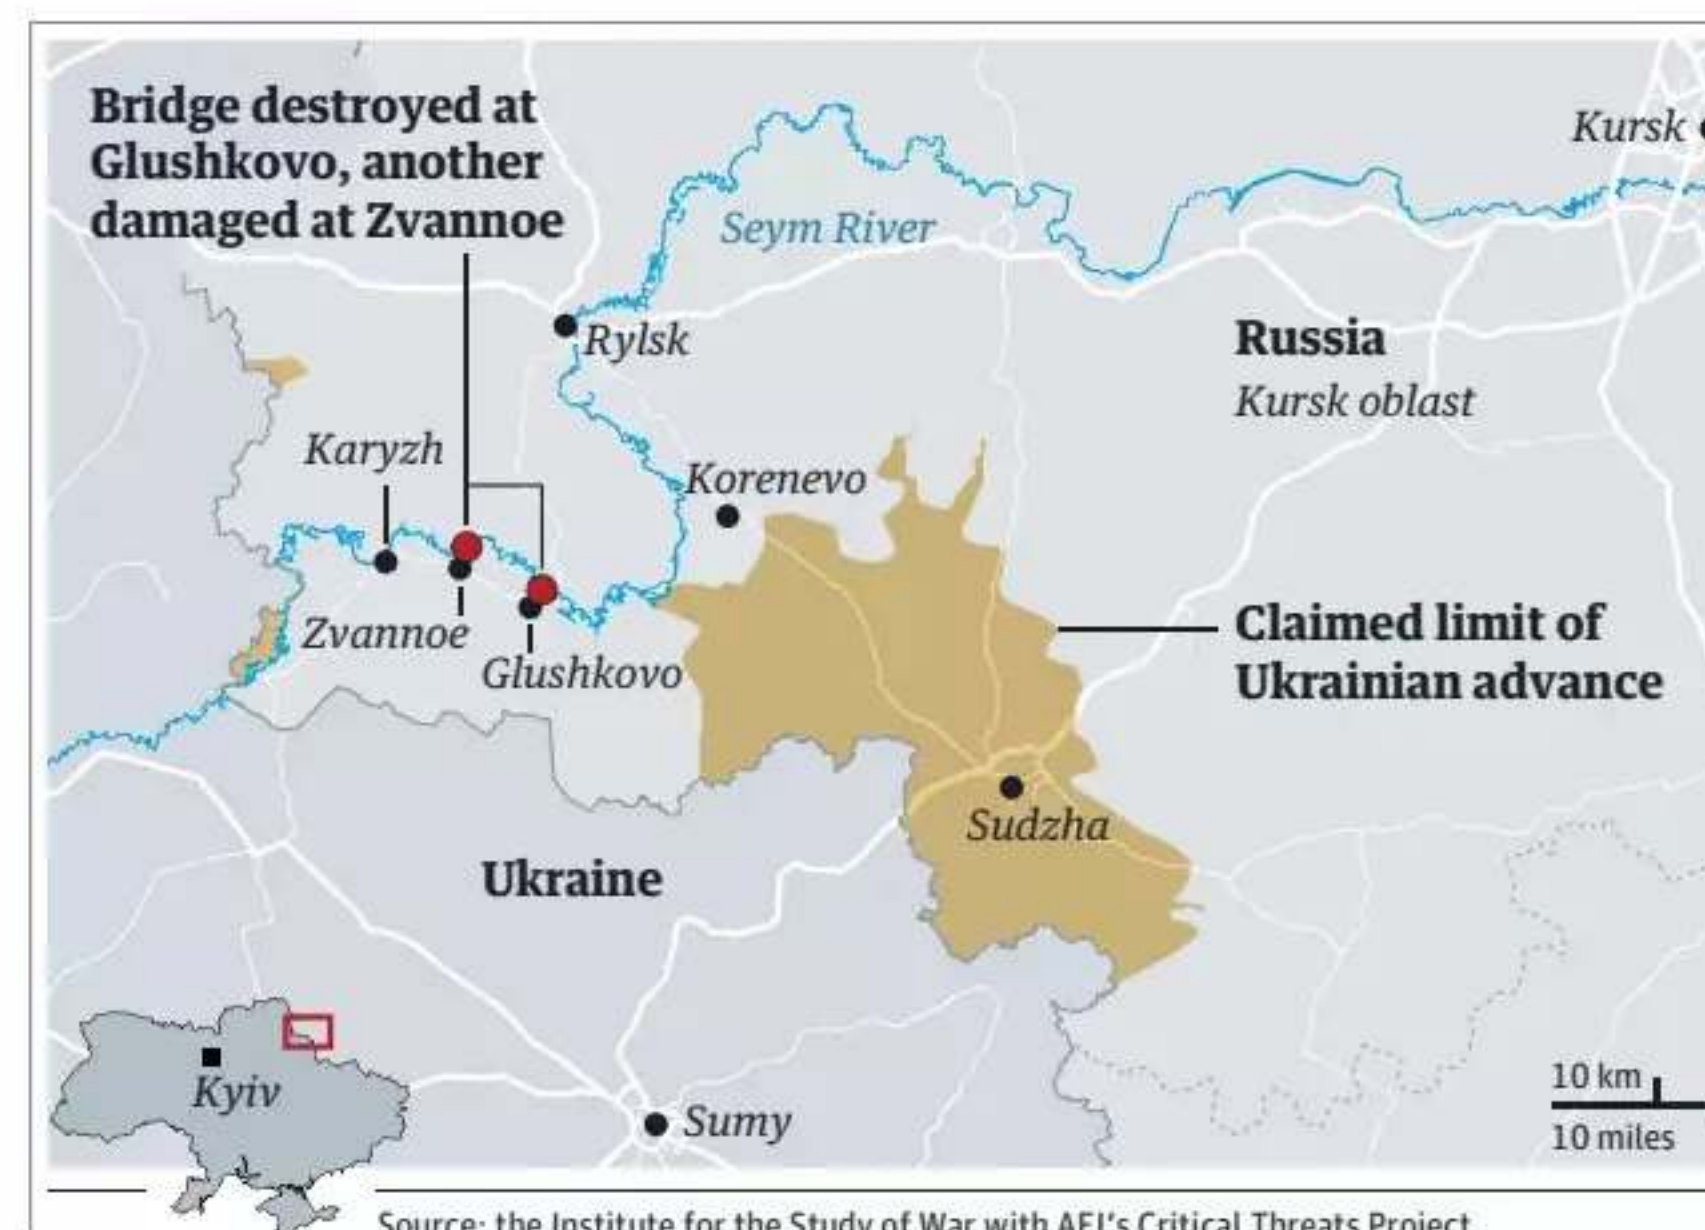 Bridge destroyed at
Glushkovo, another
damaged at Zvannoe
Kursk
Seym River
Rylsk
Russia
Kursk oblast
Karyzh
Korenevo
Zvannoe
Glushkovo
Claimed limit of
Ukrainian advance
Sudzha
Ukraine
Kyiv
Sumy
10 km
10 miles
Source: the Institute for the Study of War with AEI's Critical Threats Project